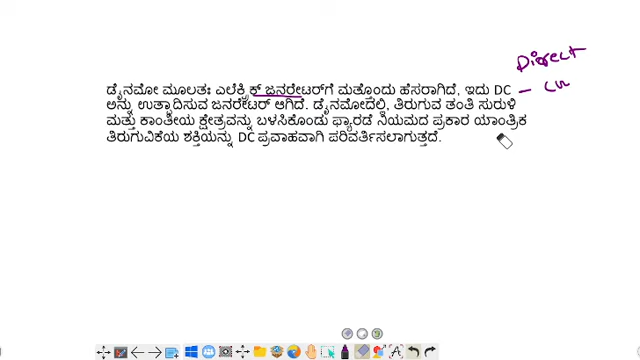 Direct
ಡೈನಮೋ ಮೂಲತಃ ಎಲೆಕ್ಟ್ರಿಕ್ ಜನರೇಟರ್‌ಗೆ ಮತ್ತೊಂದು ಹೆಸರಾಗಿದೆ, ಇದು DC
ಅನ್ನು ಉತ್ಪಾದಿಸುವ ಜನರೇಟರ್ ಆಗಿದೆ. ಡೈನಮೋದಲ್ಲಿ, ತಿರುಗುವ ತಂತಿ ಸುರುಳಿ
ಮತ್ತು ಕಾಂತೀಯ ಕ್ಷೇತ್ರವನ್ನು ಬಳಸಿಕೊಂಡು ಫ್ಯಾರಡೆ ನಿಯಮದ ಪ್ರಕಾರ ಯಾಂತ್ರಿಕ
ತಿರುಗುವಿಕೆಯ ಶಕ್ತಿಯನ್ನು DC ಪ್ರವಾಹವಾಗಿ ಪರಿವರ್ತಿಸಲಾಗುತ್ತದೆ.